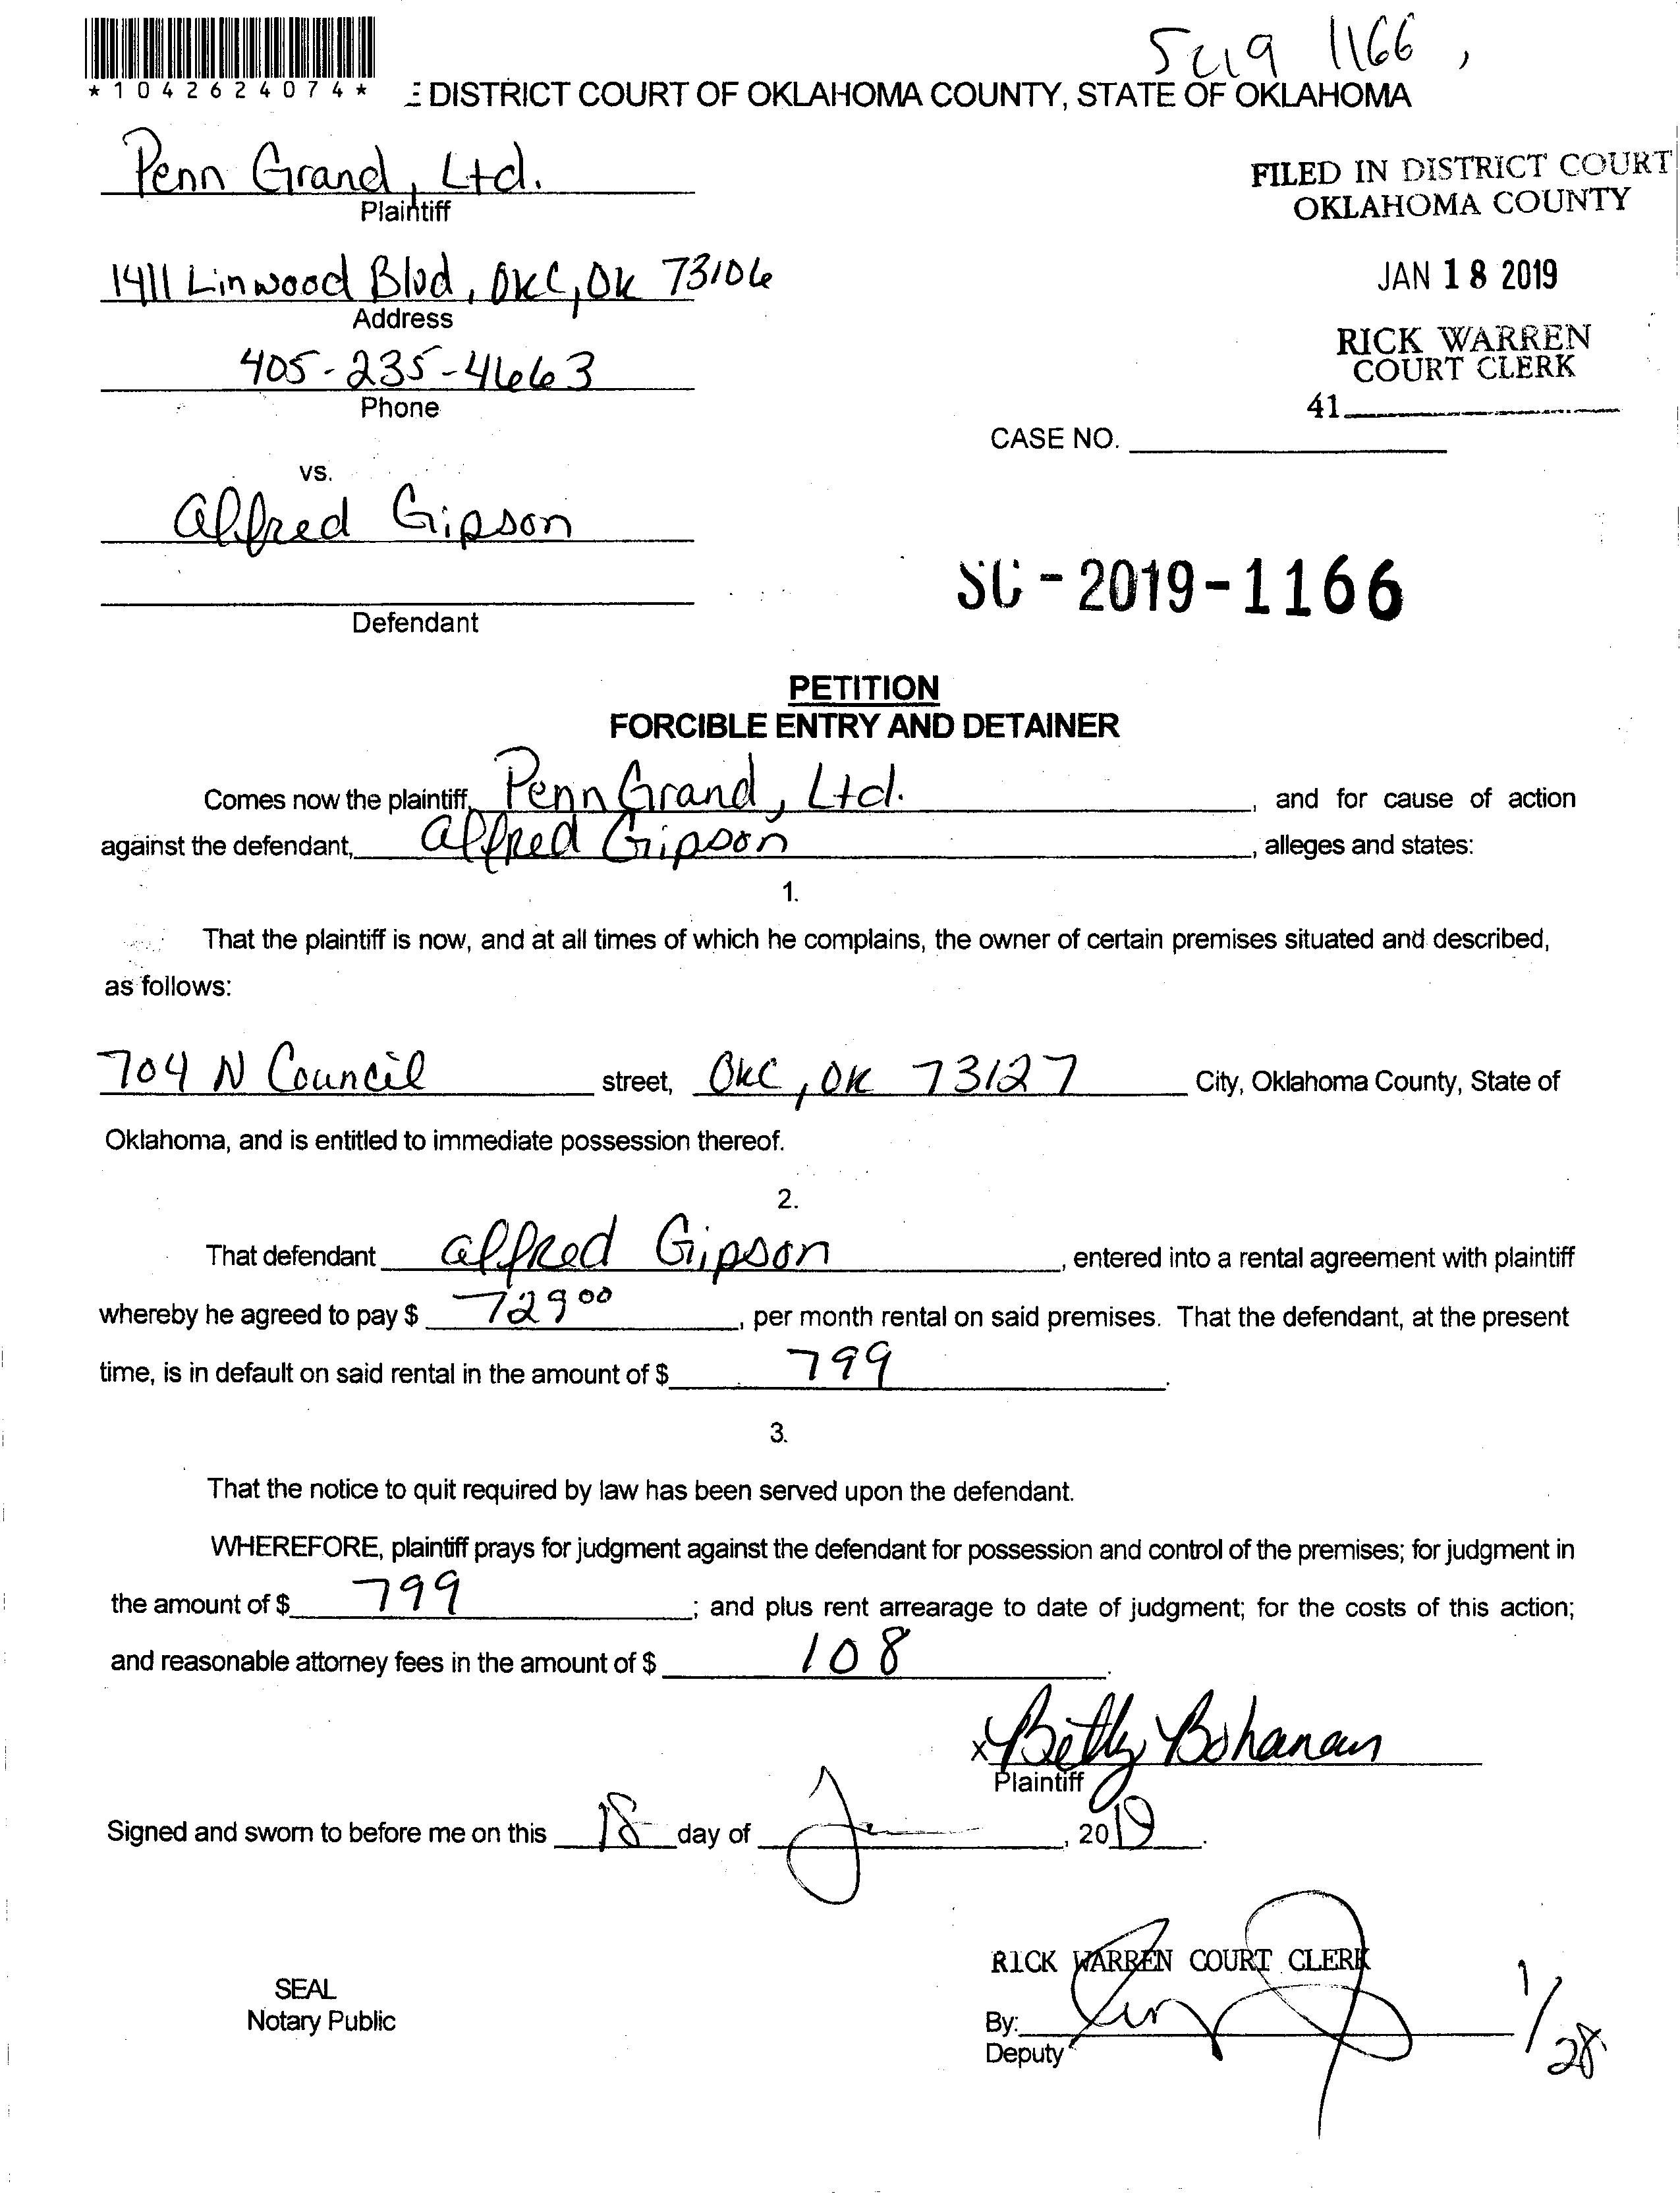 SC19 1166,
*1042624074*
E DISTRICT COURT OF OKLAHOMA COUNTY, STATE OF OKLAHOMA
Penn Grand, Ltd.
Plaintiff
FILED IN DISTRICT COURT
OKLAHOMA COUNTY
1411 Linwood Blvd, OKC, OK 73106
Address
JAN 18 2019
405-235-4663
Phone
RICK WARREN
COURT CLERK
41
CASE NO.
vs.
Alfred Gipson
Defendant
SC-2019-1166
PETITION
FORCIBLE ENTRY AND DETAINER
Comes now the plaintiff, Penn Grand, Ltd. , and for cause of action
against the defendant, Alfred Gipson , alleges and states:
1.
That the plaintiff is now, and at all times of which he complains, the owner of certain premises situated and described,
as follows:
704 N Council street, OKC, OK 73127 City, Oklahoma County, State of
Oklahoma, and is entitled to immediate possession thereof.
2.
That defendant Alfred Gipson , entered into a rental agreement with plaintiff
whereby he agreed to pay $ 729 00 , per month rental on said premises. That the defendant, at the present
time, is in default on said rental in the amount of $ 799 .
3.
That the notice to quit required by law has been served upon the defendant.
WHEREFORE, plaintiff prays for judgment against the defendant for possession and control of the premises; for judgment in
the amount of $ 799 ; and plus rent arrearage to date of judgment; for the costs of this action;
and reasonable attorney fees in the amount of $ 108 .
x Betty Bohanan
Plaintiff
Signed and sworn to before me on this 18 day of Jan , 2019 .
RICK WARREN COURT CLERK
SEAL
Notary Public
By:
Deputy
1/28